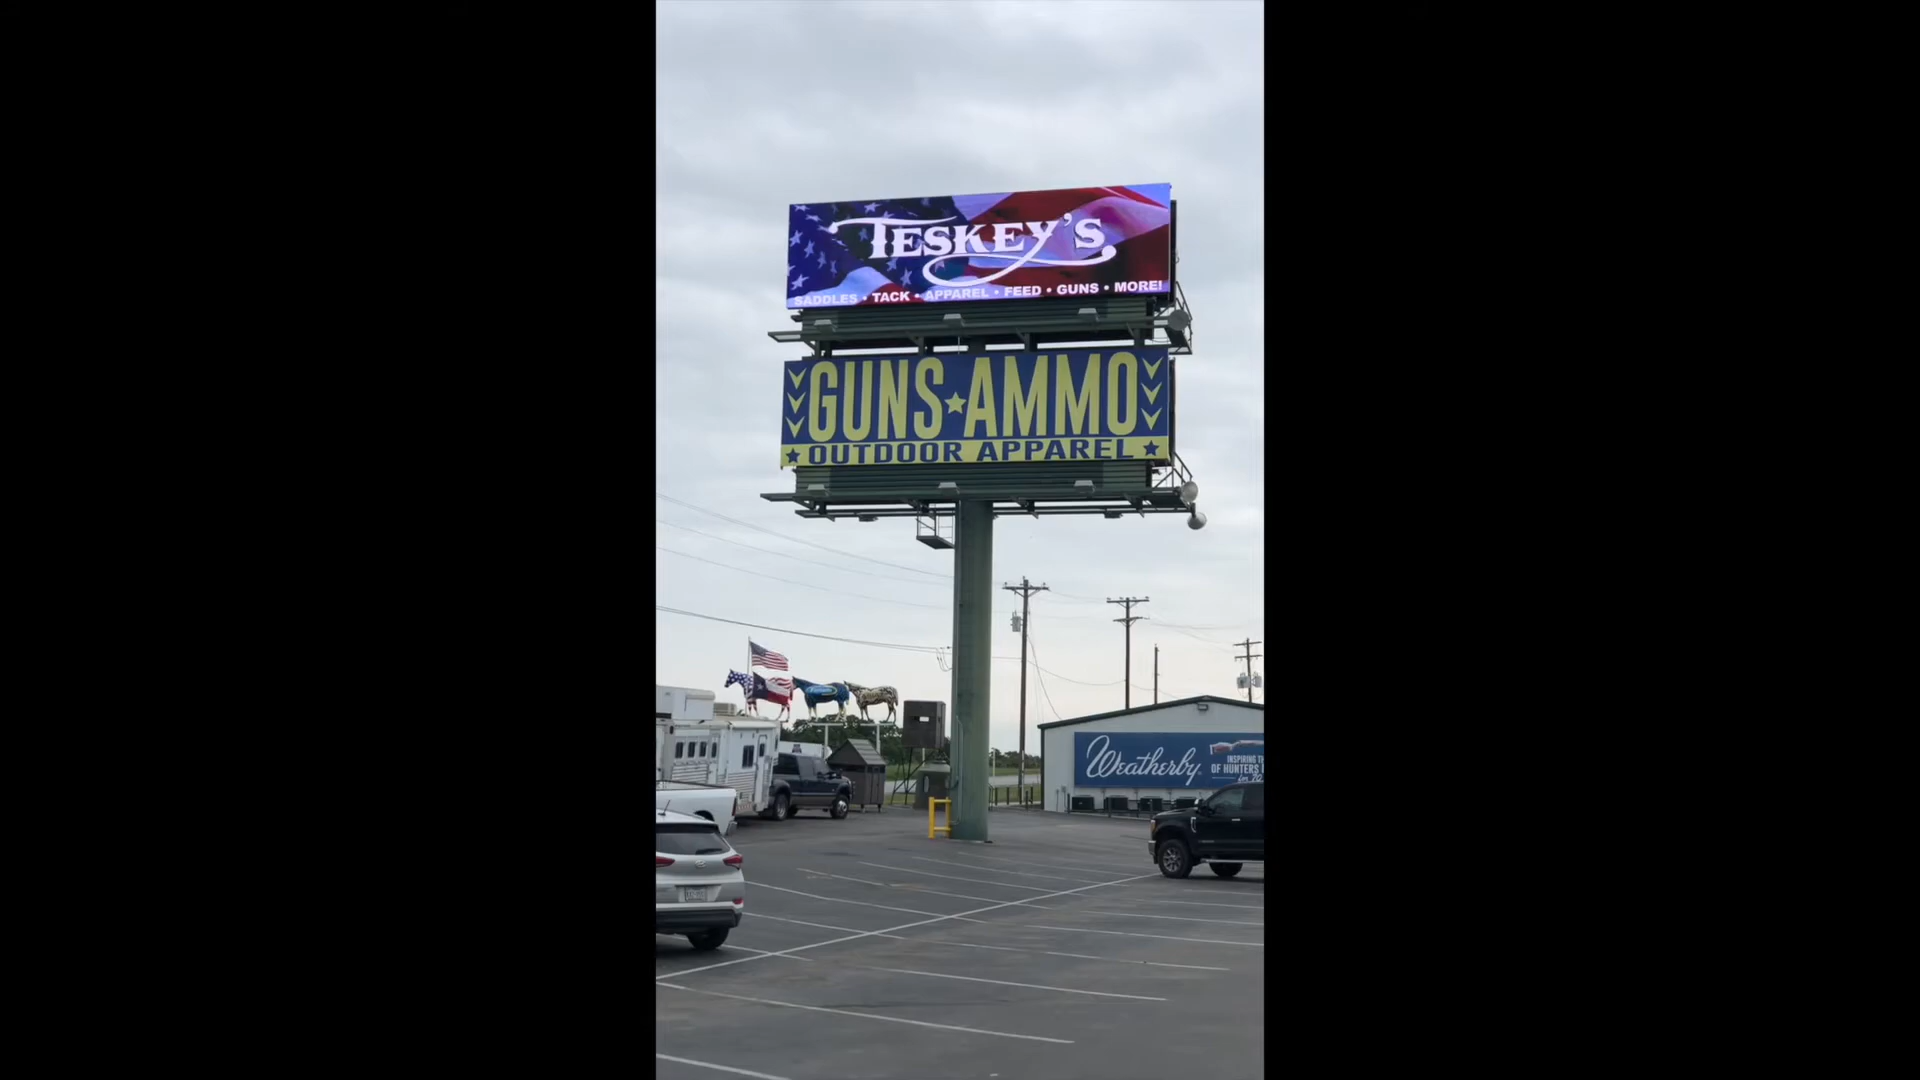 TESKEY'S
SADDLES • TACK • APPAREL • FEED • GUNS • MORE!
GUNS★AMMO
★ OUTDOOR APPAREL ★
Weatherby
INSPIRING
OF HUNTERS